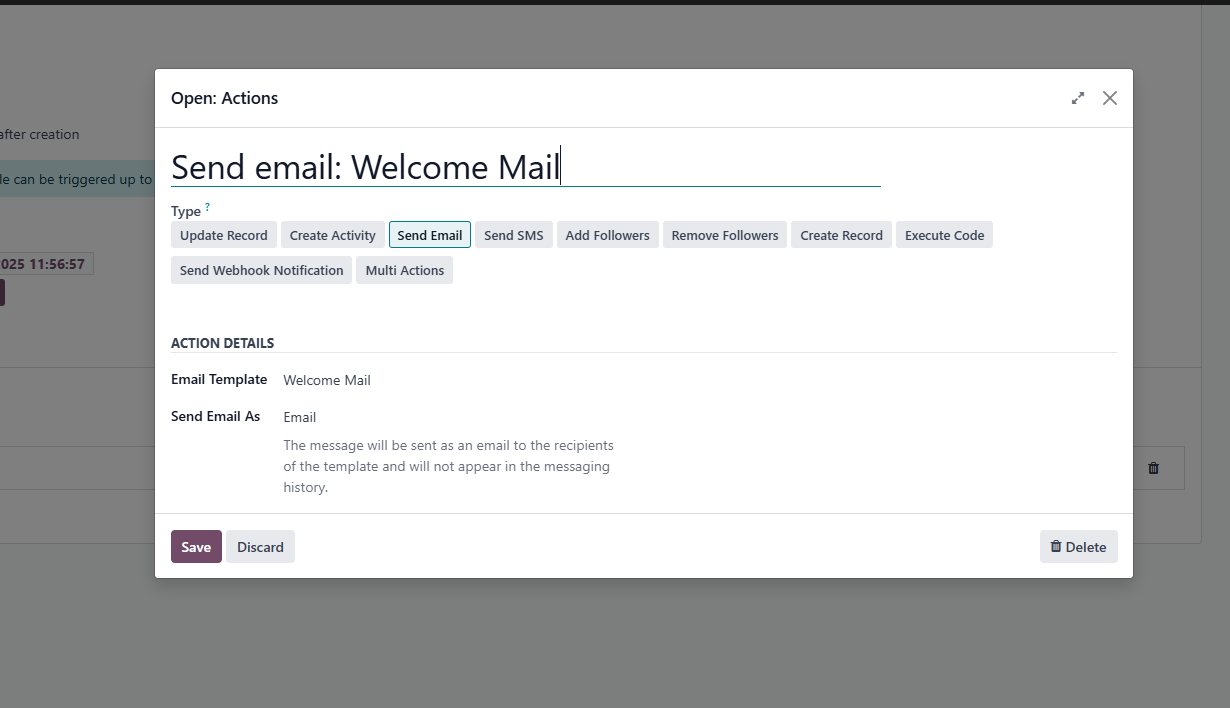 Open: Actions
after creation
Send email: Welcome Mail
le can be triggered up to
Type ?
Update Record Create Activity Send Email Send SMS Add Followers Remove Followers Create Record Execute Code
025 11:56:57
Send Webhook Notification Multi Actions
ACTION DETAILS
Email Template Welcome Mail
Send Email As Email
The message will be sent as an email to the recipients
of the template and will not appear in the messaging
history.
Save Discard Delete